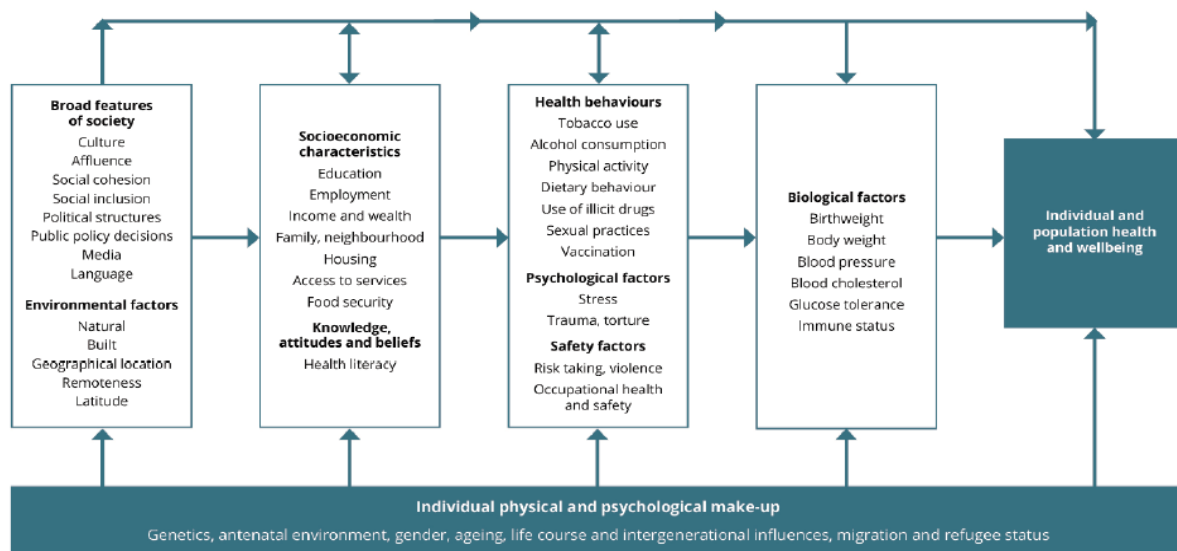 Broad features
of society
Culture
Affluence
Social cohesion
Social inclusion
Political structures
Public policy decisions
Media
Language
Environmental factors
Natural
Built
Geographical location
Remoteness
Latitude
Socioeconomic
characteristics
Education
Employment
Income and wealth
Family, neighbourhood
Housing
Access to services
Food security
Knowledge,
attitudes and beliefs
Health literacy
Health behaviours
Tobacco use
Alcohol consumption
Physical activity
Dietary behaviour
Use of illicit drugs
Sexual practices
Vaccination
Psychological factors
Stress
Trauma, torture
Safety factors
Risk taking, violence
Occupational health
and safety
Biological factors
Birthweight
Body weight
Blood pressure
Blood cholesterol
Glucose tolerance
Immune status
Individual and
population health
and wellbeing
Individual physical and psychological make-up
Genetics, antenatal environment, gender, ageing, life course and intergenerational influences, migration and refugee status